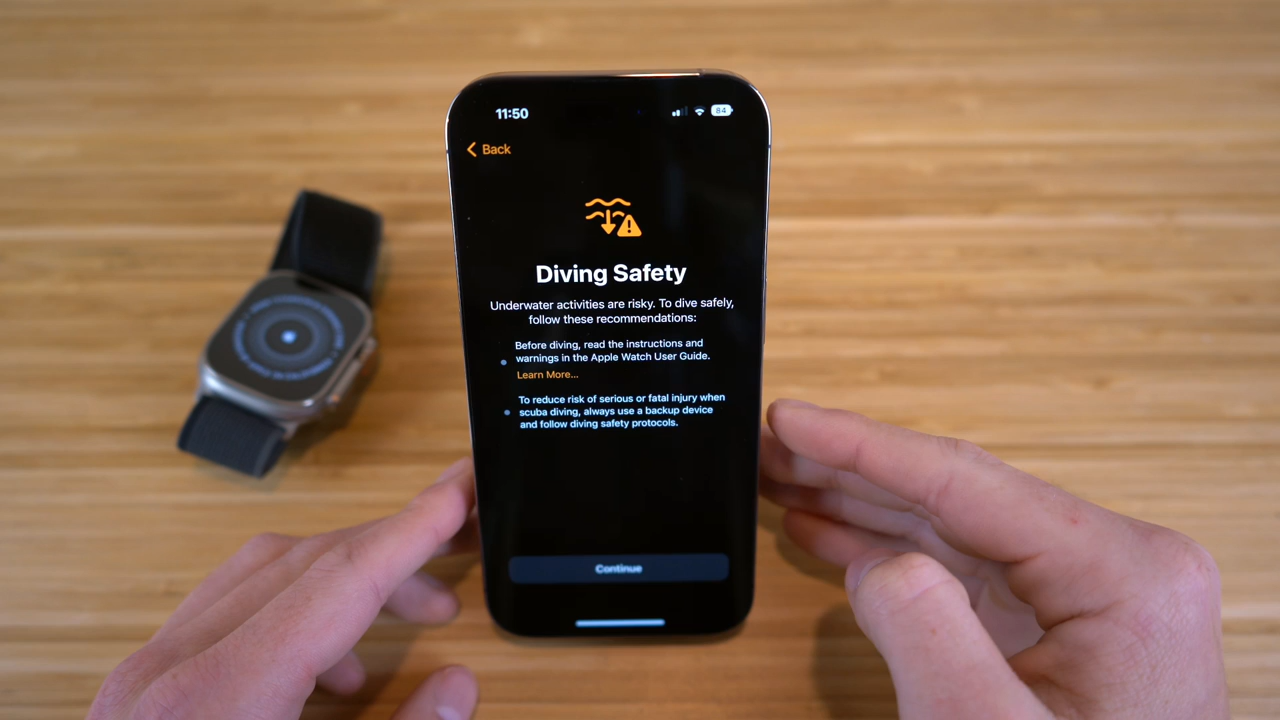 11:50
84
Back
Diving Safety
Underwater activities are risky. To dive safely,
follow these recommendations:
Before diving, read the instructions and
warnings in the Apple Watch User Guide.
Learn More...
To reduce risk of serious or fatal injury when
scuba diving, always use a backup device
and follow diving safety protocols.
Continue